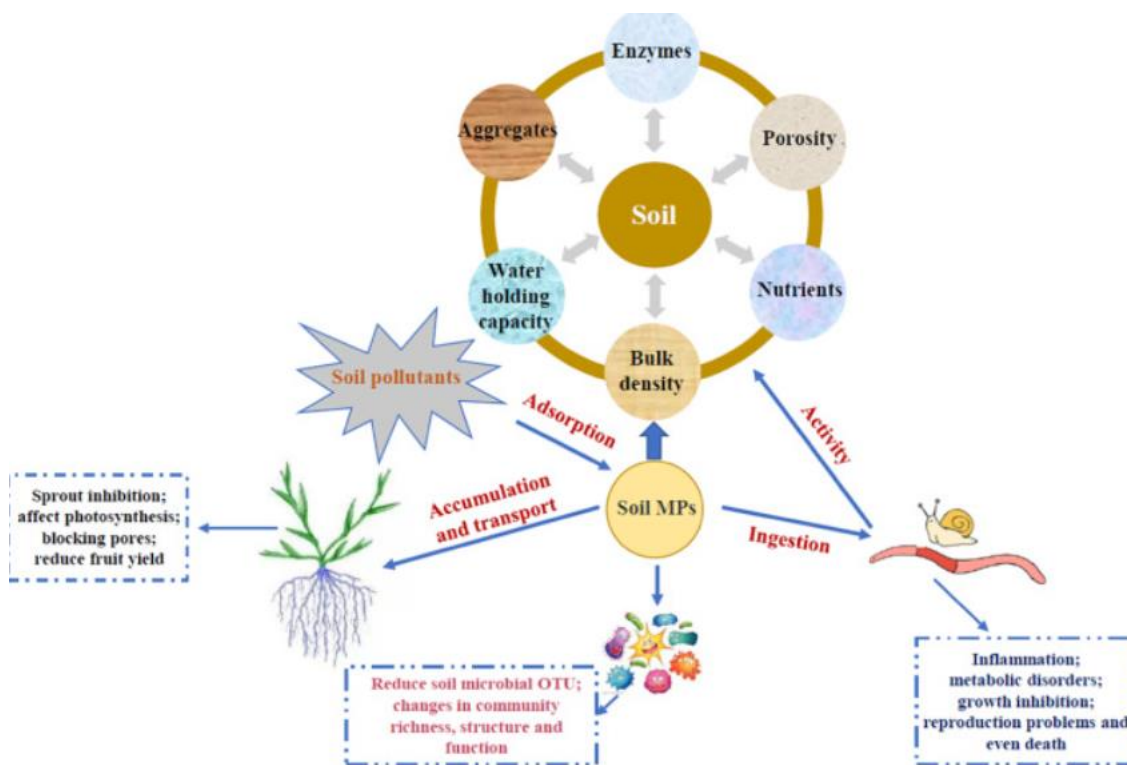 Enzymes
Aggregates
Porosity
Soil
Water
holding
capacity
Nutrients
Bulk
density
Soil pollutants
Adsorption
Activity
Accumulation
and transport
Soil MPs
Ingestion
Sprout inhibition;
affect photosynthesis;
blocking pores;
reduce fruit yield
Reduce soil microbial OTU;
changes in community
richness, structure and
function
Inflammation;
metabolic disorders;
growth inhibition;
reproduction problems and
even death